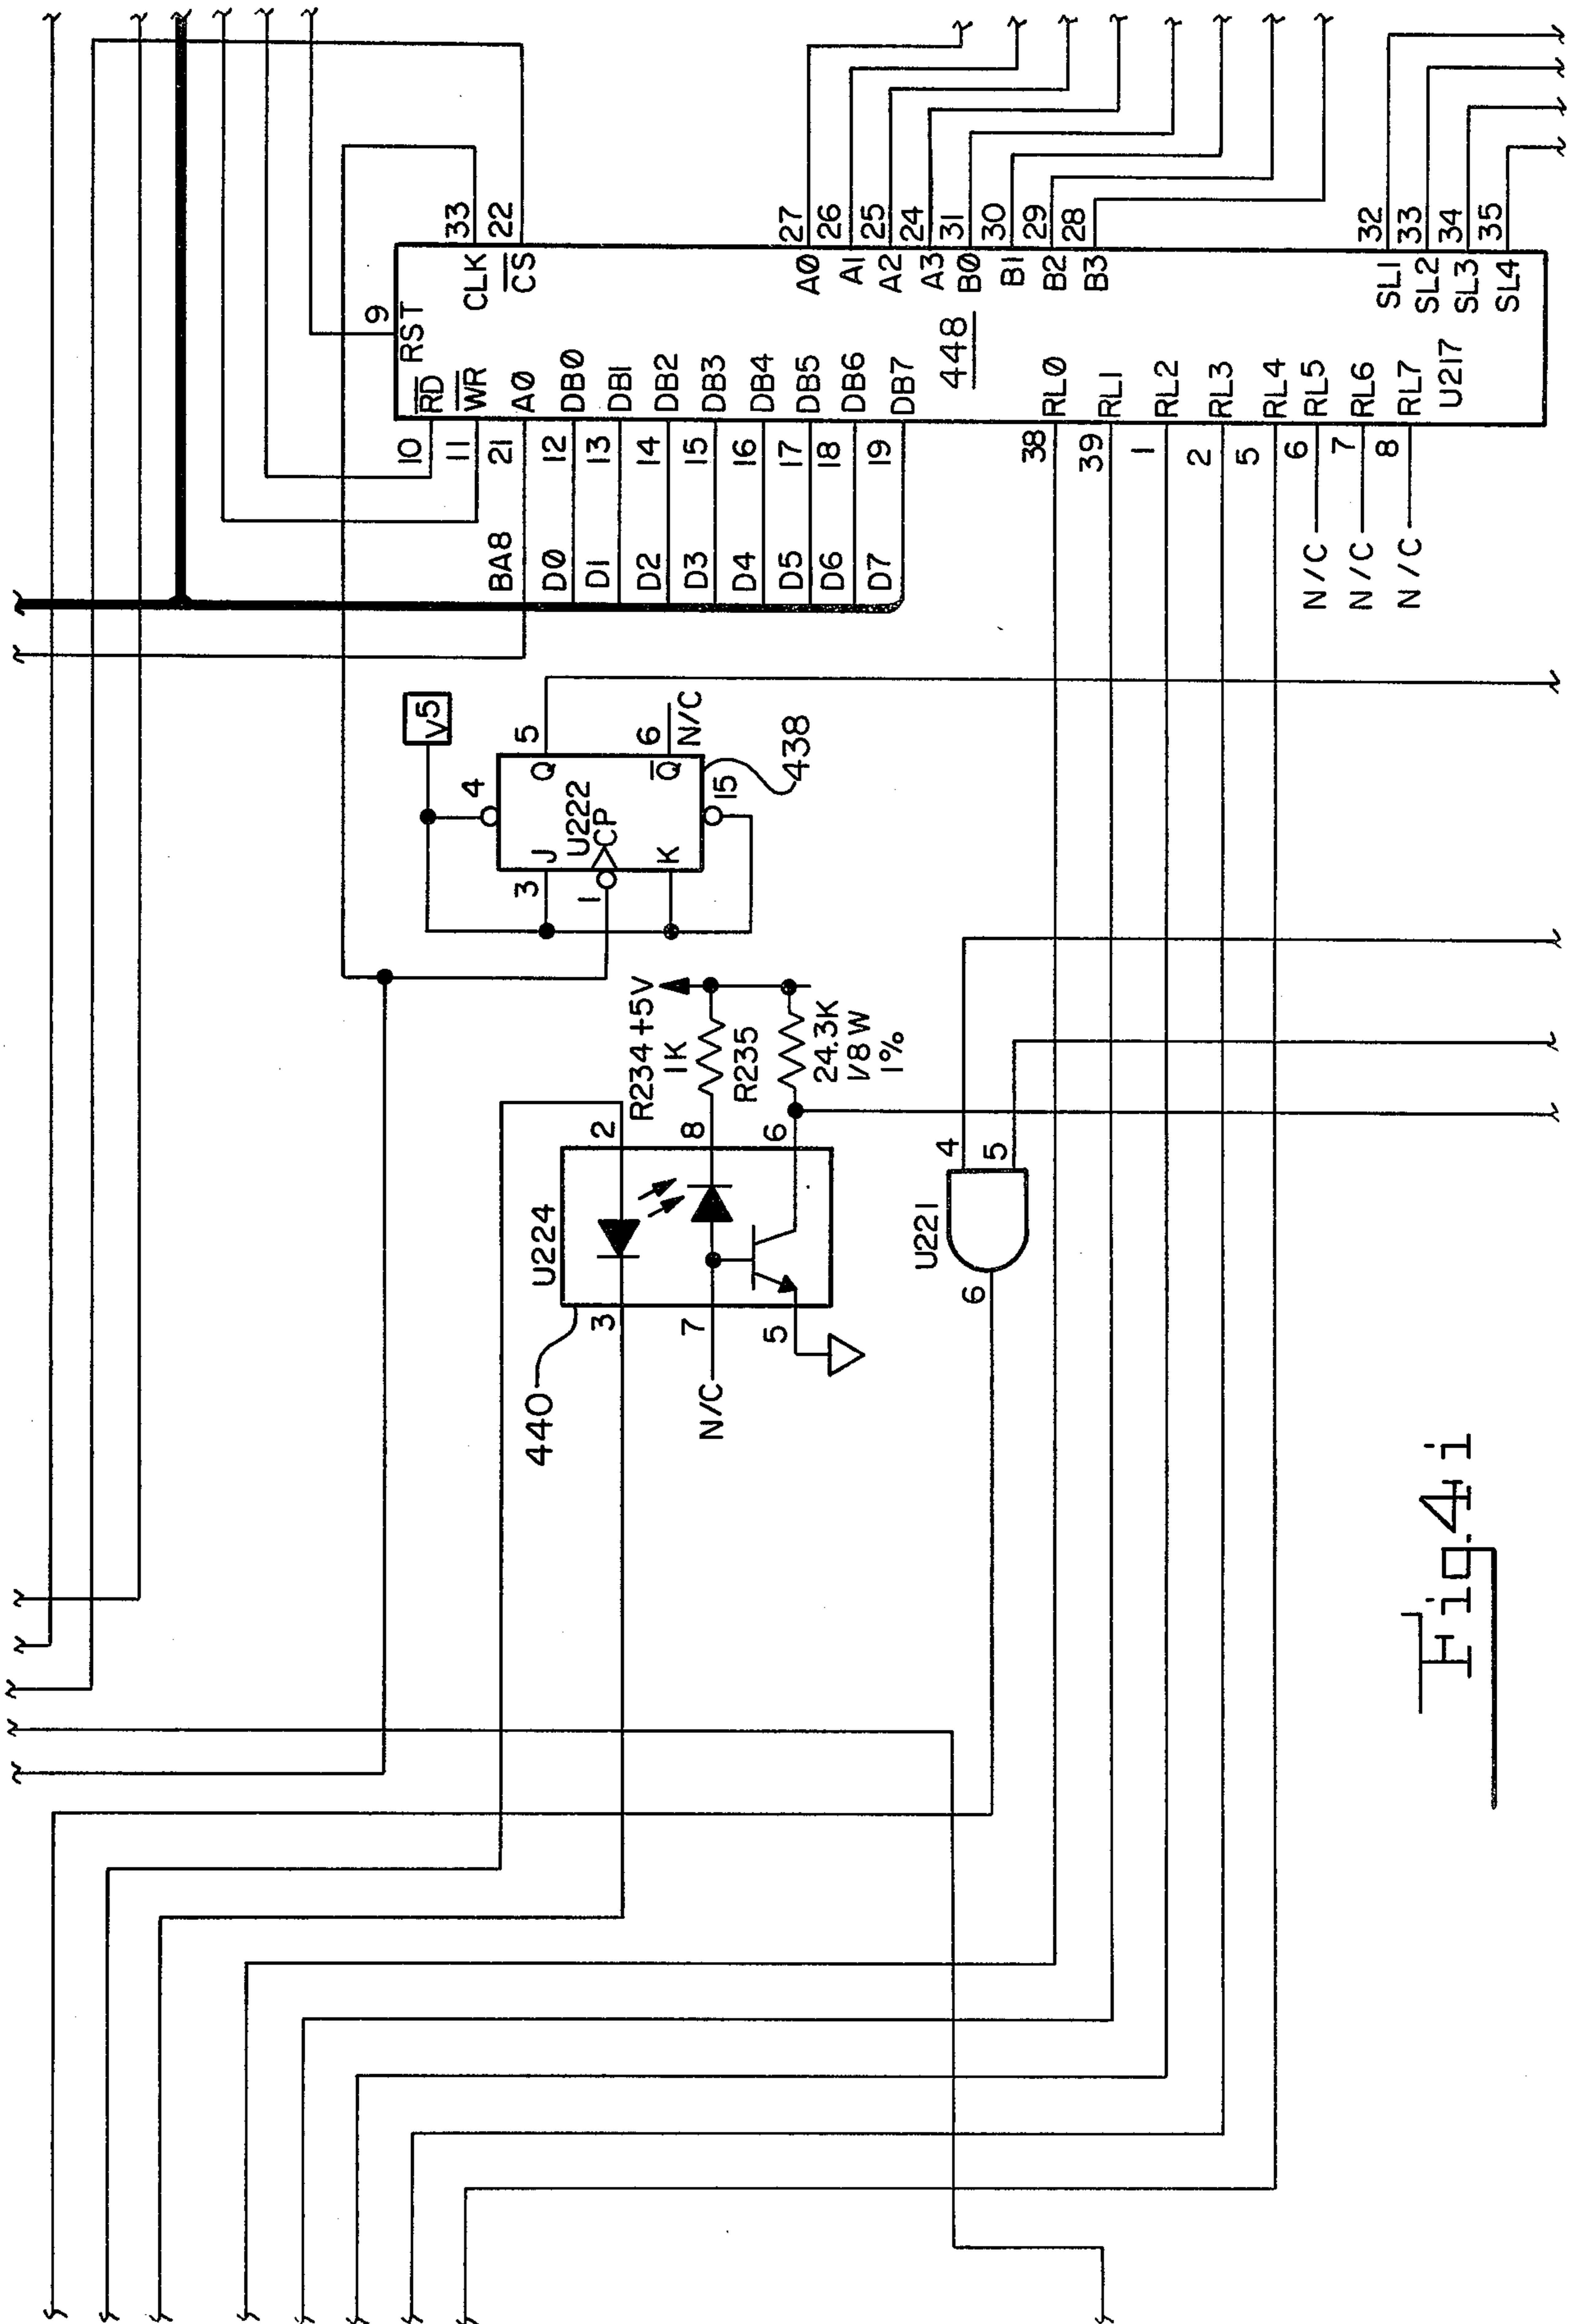 9
RST
10 RD
11 WR
21 A0
BA8
CLK 33
CS 22
D0 12 DB0
D1 13 DB1
D2 14 DB2
D3 15 DB3
D4 16 DB4
D5 17 DB5
D6 18 DB6
D7 19 DB7
448
A0 27
A1 26
A2 25
A3 24
B0 31
B1 30
B2 29
B3 28
38 RL0
39 RL1
1 RL2
2 RL3
5 RL4
N/C 6 RL5
N/C 7 RL6
N/C 8 RL7
U217
SL1 32
SL2 33
SL3 34
SL4 35
V5
4
3 J
Q 5
U222
1 CP
K
Q 6
N/C
15
438
440
U224
3
2
R234 +5V
1K
N/C 7
8
R235
5
6
24.3K
1/8 W
1%
U221
4
5
6
Fig.4i